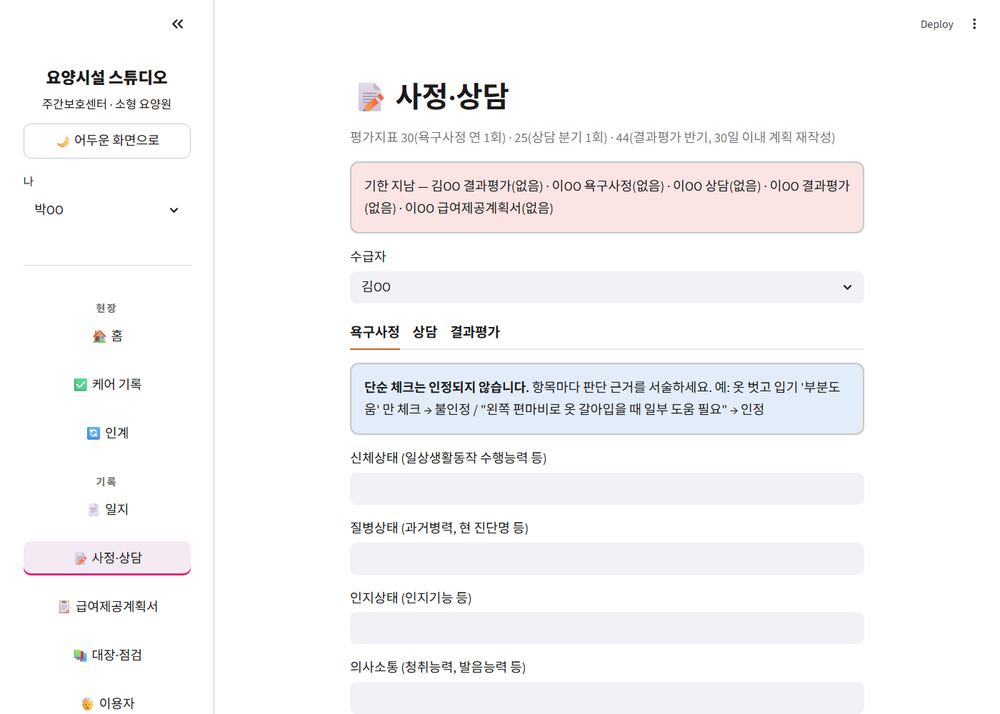 요양시설 스튜디오
주간보호센터 · 소형 요양원
🌙 어두운 화면으로
나
박OO
현장
🏠 홈
✅ 케어 기록
🔄 인계
기록
📄 일지
📝 사정·상담
📋 급여제공계획서
📚 대장·점검
🧓 이용자
Deploy
📝 사정·상담
평가지표 30(욕구사정 연 1회) · 25(상담 분기 1회) · 44(결과평가 반기, 30일 이내 계획 재작성)
기한 지남 — 김OO 결과평가(없음) · 이OO 욕구사정(없음) · 이OO 상담(없음) · 이OO 결과평가
(없음) · 이OO 급여제공계획서(없음)
수급자
김OO
욕구사정 상담 결과평가
단순 체크는 인정되지 않습니다. 항목마다 판단 근거를 서술하세요. 예: 옷 벗고 입기 '부분도
움' 만 체크 → 불인정 / "왼쪽 편마비로 옷 갈아입을 때 일부 도움 필요" → 인정
신체상태 (일상생활동작 수행능력 등)
질병상태 (과거병력, 현 진단명 등)
인지상태 (인지기능 등)
의사소통 (청취능력, 발음능력 등)